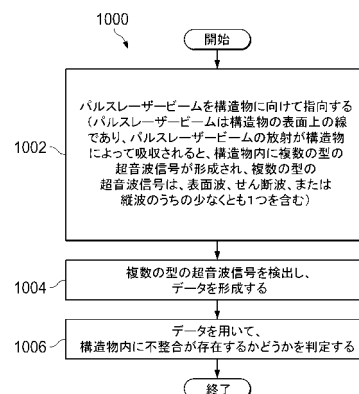 1000
開始
1002
パルスレーザービームを構造物に向けて指向する
(パルスレーザービームは構造物の表面上の線
であり、パルスレーザービームの放射が構造物
によって吸収されると、構造物内に複数の型の
超音波信号が形成され、複数の型の
超音波信号は、表面波、せん断波、または
縦波のうちの少なくとも1つを含む)
1004
複数の型の超音波信号を検出し、
データを形成する
1006
データを用いて、
構造物内に不整合が存在するかどうかを判定する
終了